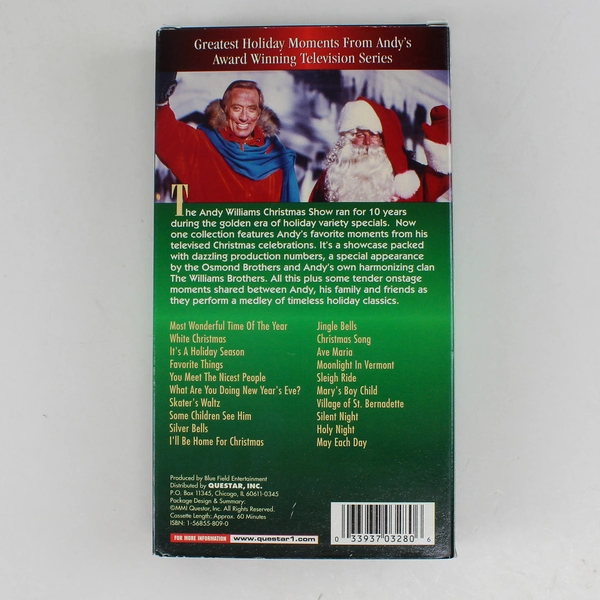 Greatest Holiday Moments From Andy's
Award Winning Television Series
The Andy Williams Christmas Show ran for 10 years
during the golden era of holiday variety specials. Now
one collection features Andy's favorite moments from his
televised Christmas celebrations. It's a showcase packed
with dazzling production numbers, a special appearance
by the Osmond Brothers and Andy's own harmonizing clan
The Williams Brothers. All this plus some tender onstage
moments shared between Andy, his family and friends as
they perform a medley of timeless holiday classics.
Most Wonderful Time Of The Year
White Christmas
It's A Holiday Season
Favorite Things
You Meet The Nicest People
What Are You Doing New Year's Eve?
Skater's Waltz
Some Children See Him
Silver Bells
I'll Be Home For Christmas
Jingle Bells
Christmas Song
Ave Maria
Moonlight In Vermont
Sleigh Ride
Mary's Boy Child
Village of St. Bernadette
Silent Night
Holy Night
May Each Day
Produced by Blue Field Entertainment
Distributed by QUESTAR, INC.
P.O. Box 11345, Chicago, IL 60611-0345
Package Design & Summary:
©MMI Questar, Inc. All Rights Reserved.
Cassette Length: Approx. 60 Minutes
ISBN: 1-56855-809-0
FOR MORE INFORMATION www.questar1.com
0 33937 03280 6